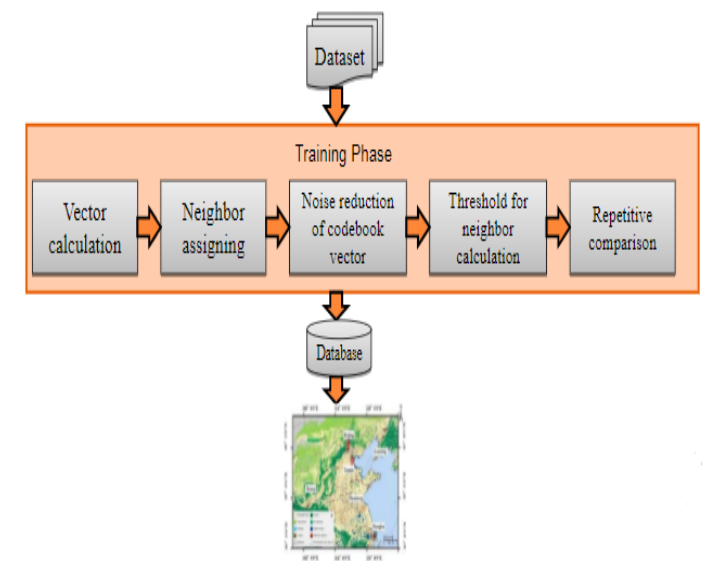 Dataset
Training Phase
Vector
calculation
Neighbor
assigning
Noise reduction
of codebook
vector
Threshold for
neighbor
calculation
Repetitive
comparison
Database